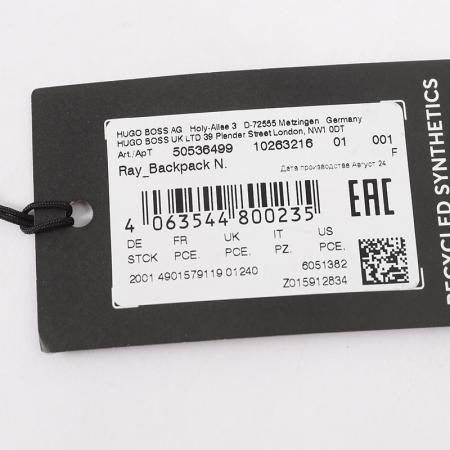 HUGO BOSS AG Holy-Allee 3 D-72555 Metzingen Germany
HUGO BOSS UK LTD 39 Plender Street London, NW1 0DT
Art./Арт 50536499 10263216 01 001
F
Ray_Backpack N.
Дата производства Август 24
4 063544 800235
EAC
DE FR UK IT US
STCK PCE. PCE. PZ. PCE.
2001 4901579119 01240 6051382
Z015912834
RECYCLED SYNTHETICS